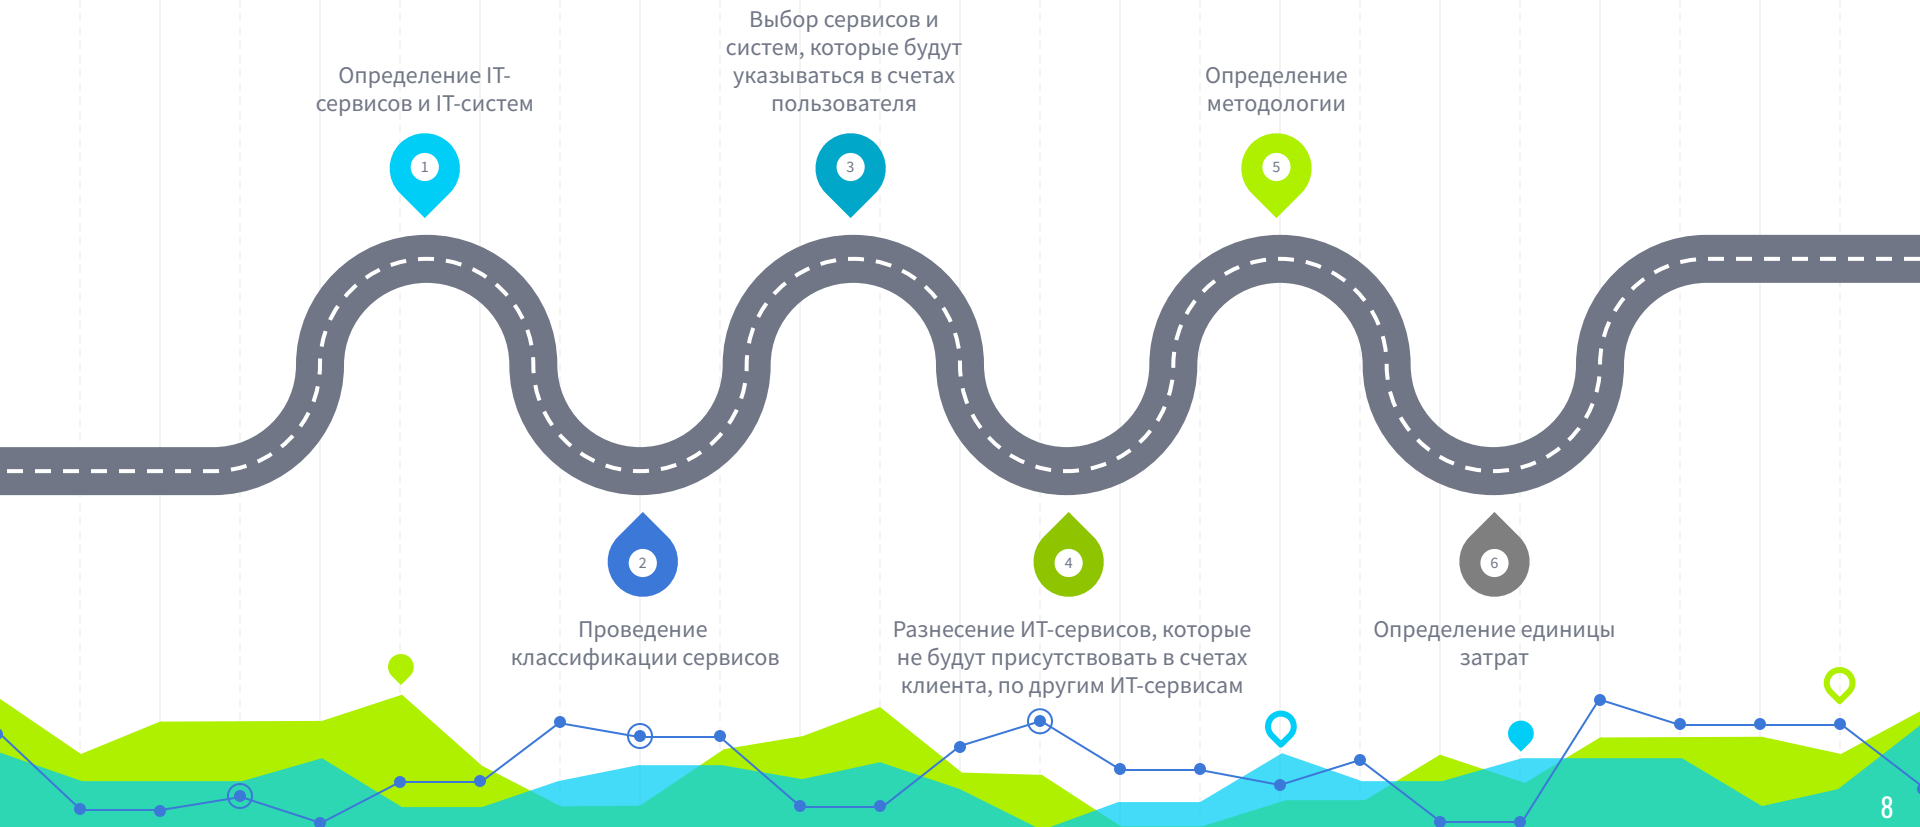 Определение IT-
сервисов и IT-систем
1
Проведение
классификации сервисов
2
Выбор сервисов и
систем, которые будут
указываться в счетах
пользователя
3
Разнесение ИТ-сервисов, которые
не будут присутствовать в счетах
клиента, по другим ИТ-сервисам
4
Определение
методологии
5
Определение единицы
затрат
6
8